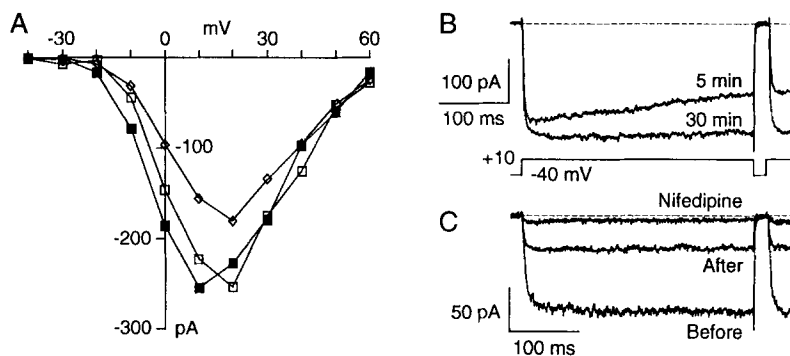 A
mV
-30 0 30 60
-100
-200
-300
pA
B
100 pA
100 ms
5 min
30 min
+10
-40 mV
C
Nifedipine
After
50 pA
Before
100 ms